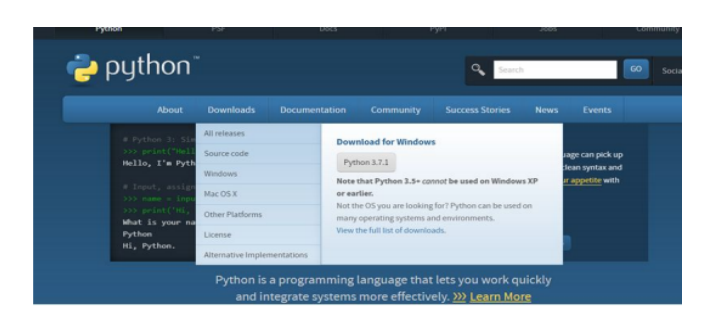 Python PSF Docs PyPI Jobs Community
python™
Search GO Socia
About Downloads Documentation Community Success Stories News Events
# Python 3: Sim
>>> print("Hell
Hello, I'm Pyth
# Input, assign
>>> name = inpu
>>> print('Hi,
What is your na
Python
Hi, Python.
All releases
Source code
Windows
Mac OS X
Other Platforms
License
Alternative Implementations
Download for Windows
Python 3.7.1
Note that Python 3.5+ cannot be used on Windows XP
or earlier.
Not the OS you are looking for? Python can be used on
many operating systems and environments.
View the full list of downloads.
uage can pick up
clean syntax and
ur appetite with
Python is a programming language that lets you work quickly
and integrate systems more effectively. >>> Learn More